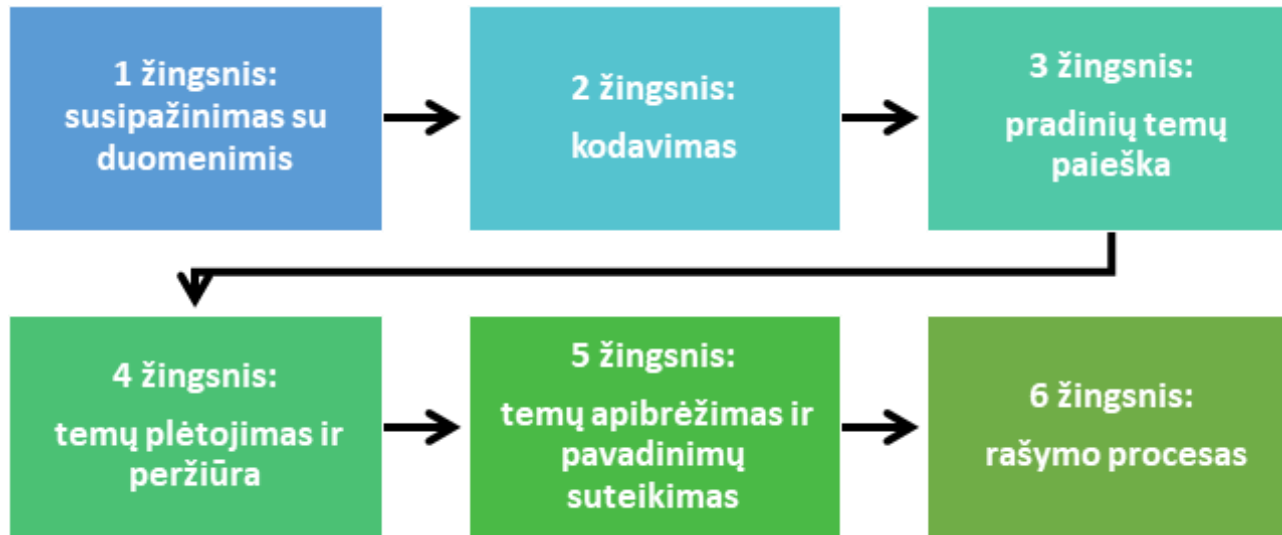 1 žingsnis:
susipažinimas su
duomenimis
2 žingsnis:
kodavimas
3 žingsnis:
pradinių temų
paieška
4 žingsnis:
temų plėtojimas ir
peržiūra
5 žingsnis:
temų apibrėžimas ir
pavadinimų
suteikimas
6 žingsnis:
rašymo procesas